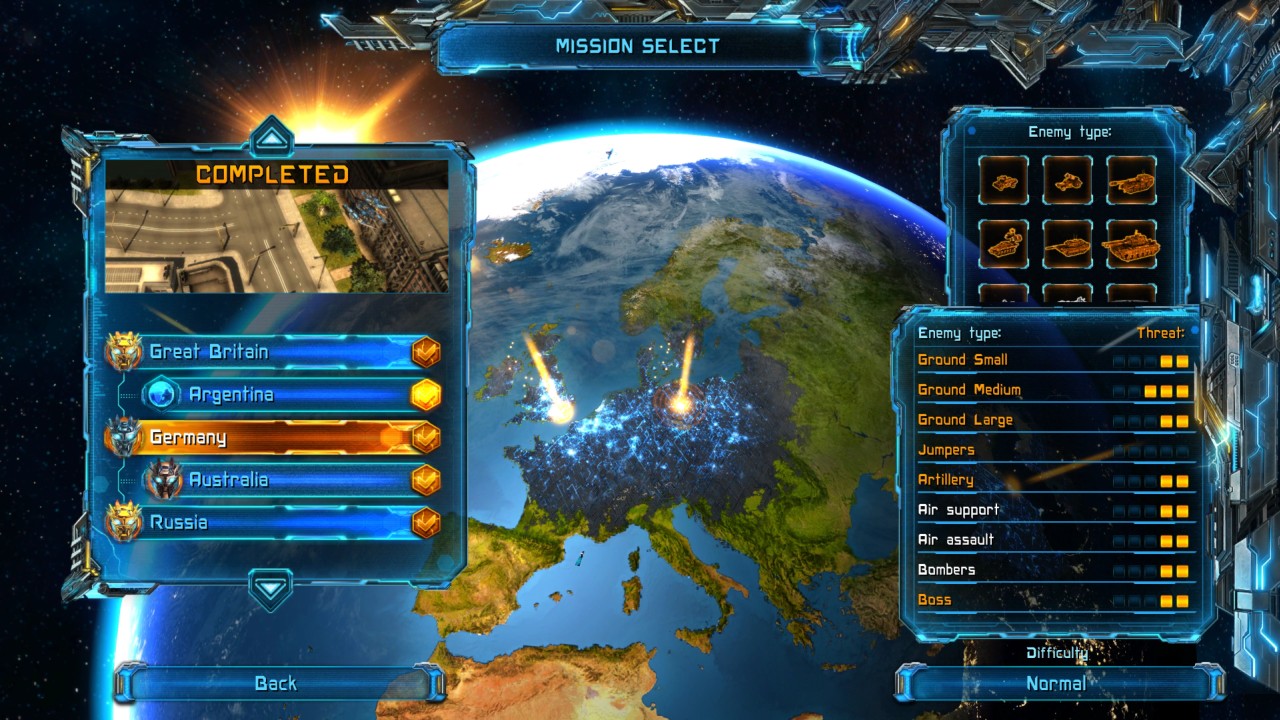 MISSION SELECT
COMPLETED
Great Britain
Argentina
Germany
Australia
Russia
Back
Enemy type:
Enemy type: Threat:
Ground Small
Ground Medium
Ground Large
Jumpers
Artillery
Air support
Air assault
Bombers
Boss
Difficulty
Normal